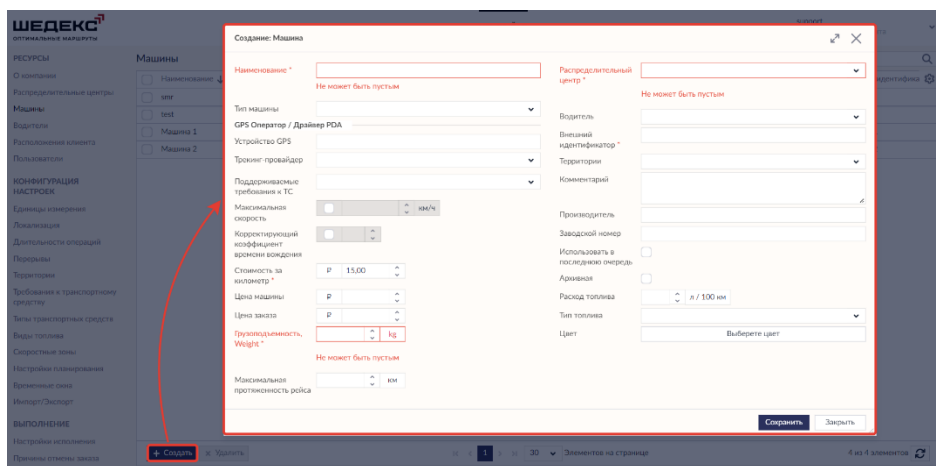 ШЕДЕКС
ОПТИМАЛЬНЫЕ МАРШРУТЫ
support
РЕСУРСЫ
О компании
Распределительные центры
Машины
Водители
Расположения клиента
Пользователи
КОНФИГУРАЦИЯ
НАСТРОЕК
Единицы измерения
Локализация
Длительности операций
Перерывы
Территории
Требования к транспортному
средству
Типы транспортных средств
Виды топлива
Скоростные зоны
Настройки планирования
Временные окна
Импорт/Экспорт
ВЫПОЛНЕНИЕ
Настройки исполнения
Причины отмены заказа
Машины
Наименование
smr
test
Машина 1
Машина 2
Создание: Машина
Наименование *
Не может быть пустым
Тип машины
GPS Оператор / Драйвер PDA
Устройство GPS
Трекинг-провайдер
Поддерживаемые
требования к ТС
Максимальная
скорость
км/ч
Корректирующий
коэффициент
времени вождения
Стоимость за
километр *
₽ 15,00
Цена машины
₽
Цена заказа
₽
Грузоподъемность,
Weight *
kg
Не может быть пустым
Максимальная
протяженность рейса
км
Распределительный
центр *
Не может быть пустым
Водитель
Внешний
идентификатор *
Территории
Комментарий
Производитель
Заводской номер
Использовать в
последнюю очередь
Архивная
Расход топлива
л / 100 км
Тип топлива
Цвет
Выберете цвет
Сохранить
Закрыть
+ Создать
× Удалить
1
30
Элементов на странице
4 из 4 элементов